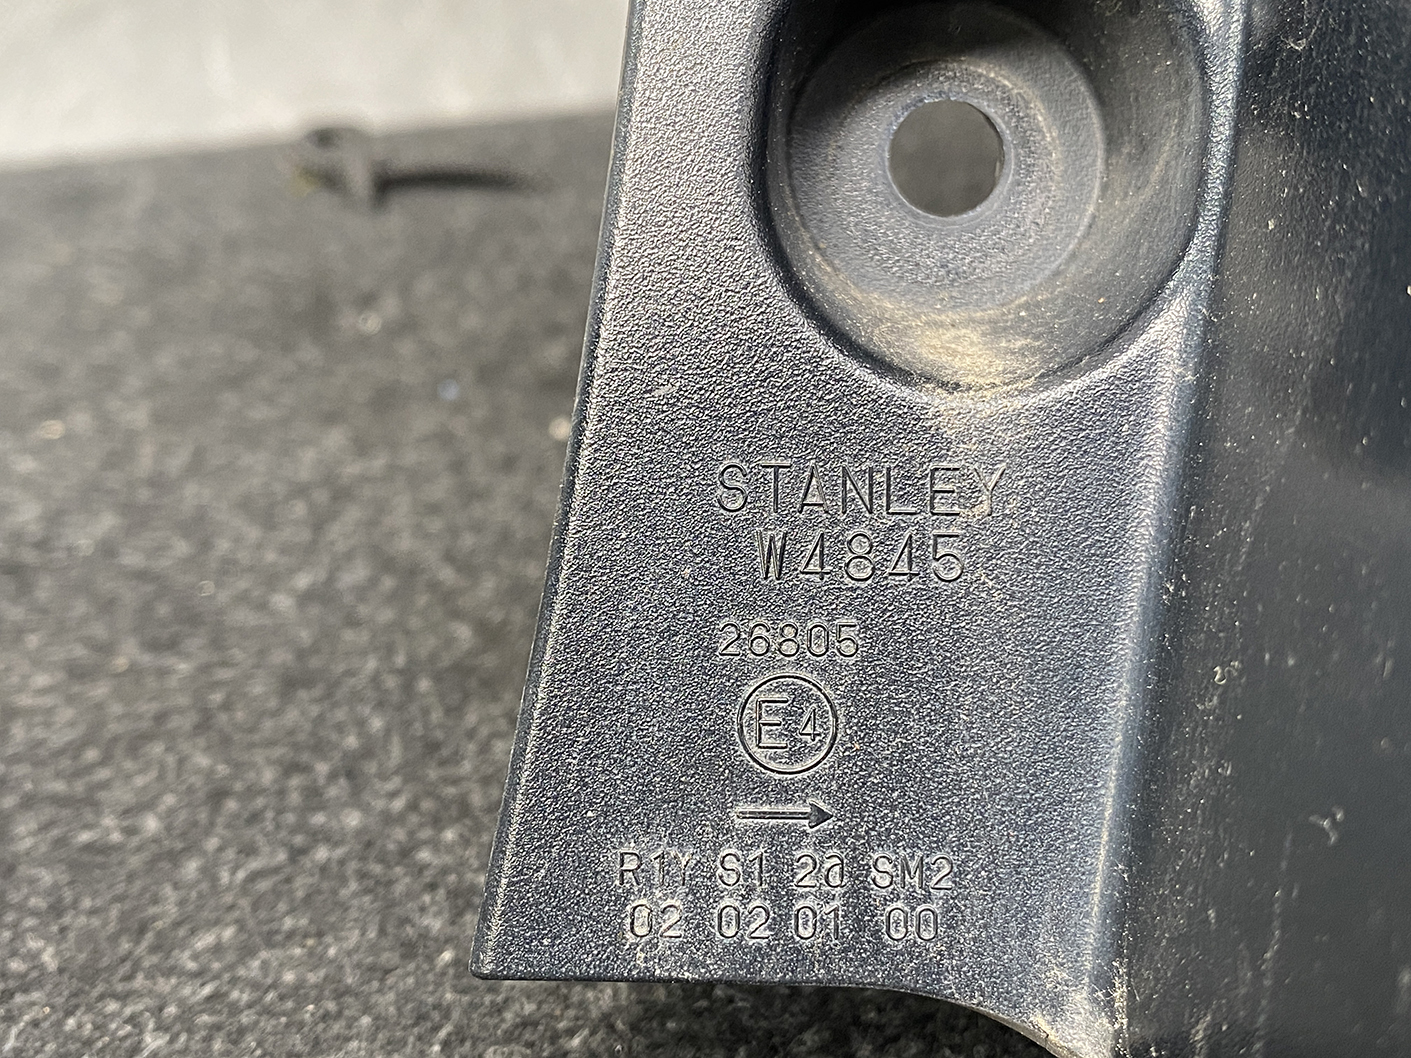 STANLEY
W4845
26805
E4
→
R1Y S1 2a SM2
02 02 01 00